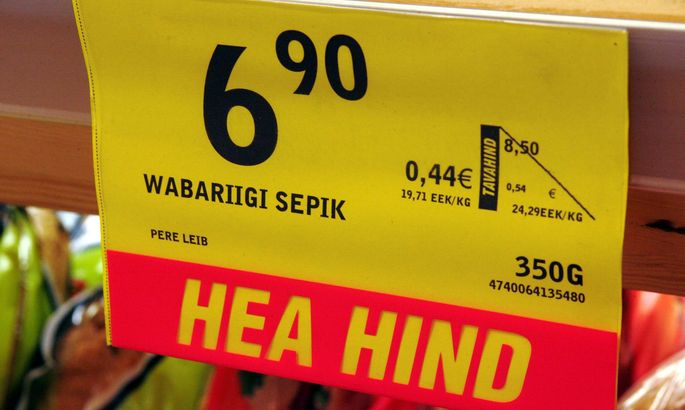 6 90
WABARIIGI SEPIK
PERE LEIB
0,44€
19,71 EEK/KG
TAVAHIND
8,50
0,54 €
24,29EEK/KG
350G
4740064135480
HEA HIND